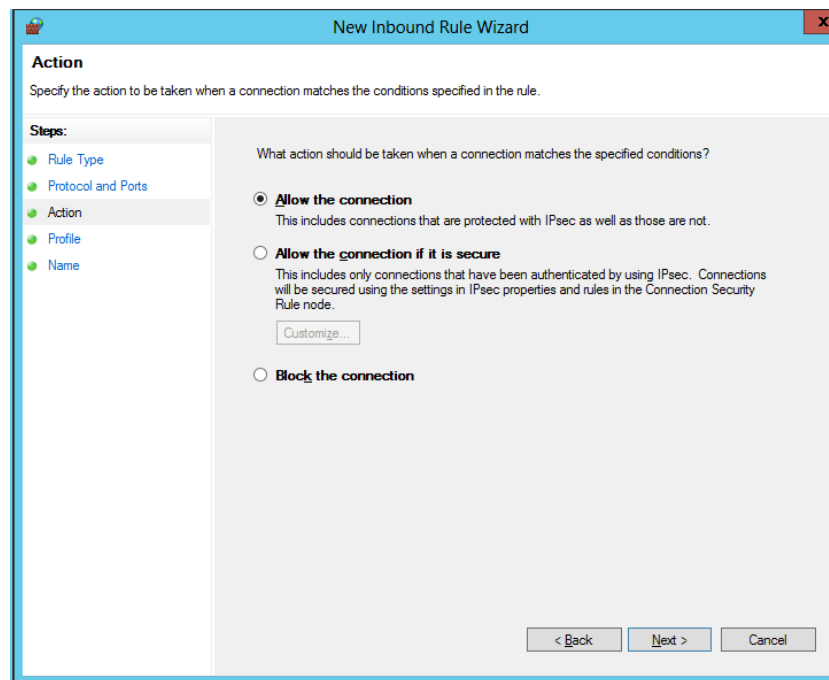 New Inbound Rule Wizard
x
Action
Specify the action to be taken when a connection matches the conditions specified in the rule.
Steps:
Rule Type
Protocol and Ports
Action
Profile
Name
What action should be taken when a connection matches the specified conditions?
Allow the connection
This includes connections that are protected with IPsec as well as those are not.
Allow the connection if it is secure
This includes only connections that have been authenticated by using IPsec. Connections
will be secured using the settings in IPsec properties and rules in the Connection Security
Rule node.
Customize...
Block the connection
< Back
Next >
Cancel